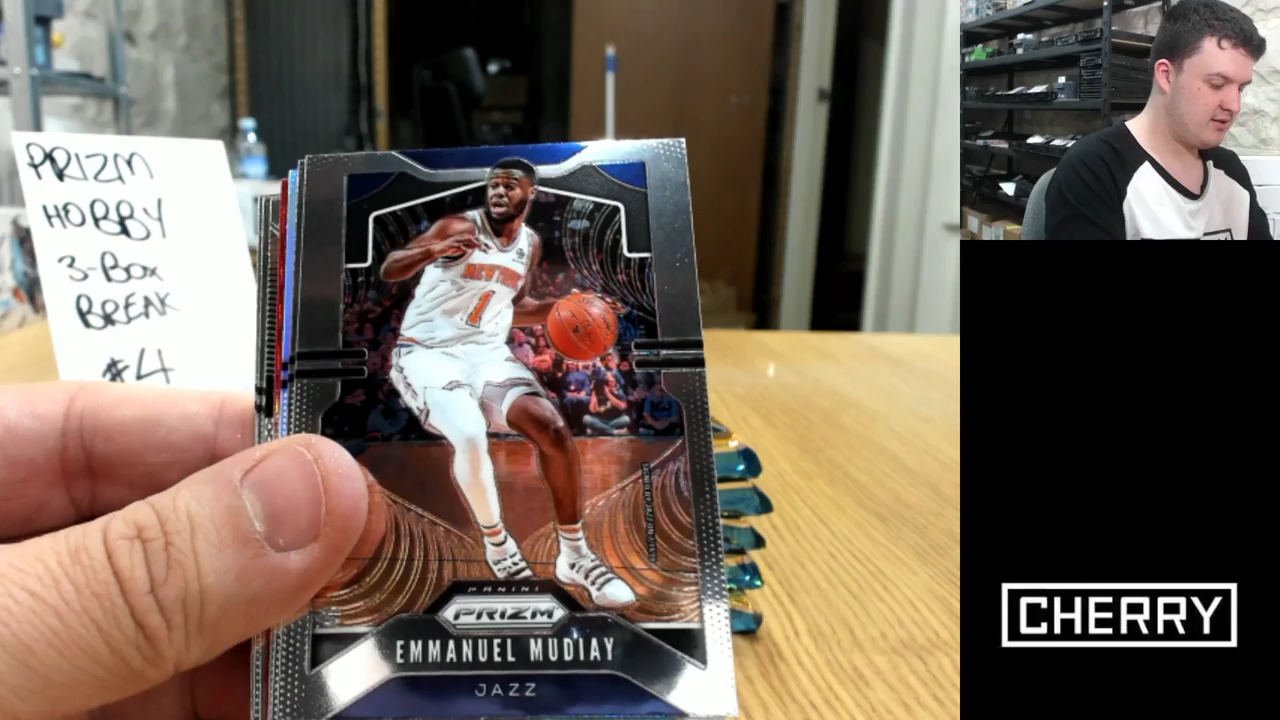 PRIZM
HOBBY
3-BOX
BREAK
#4
NEW YORK
1
PANINI
PRIZM
EMMANUEL MUDIAY
JAZZ
CHERRY